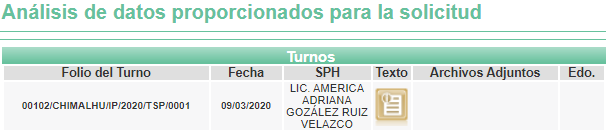 Análisis de datos proporcionados para la solicitud
Turnos
Folio del Turno Fecha SPH Texto Archivos Adjuntos Edo.
00102/CHIMALHU/IP/2020/TSP/0001 09/03/2020 LIC. AMERICA
ADRIANA
GOZÁLEZ RUIZ
VELAZCO